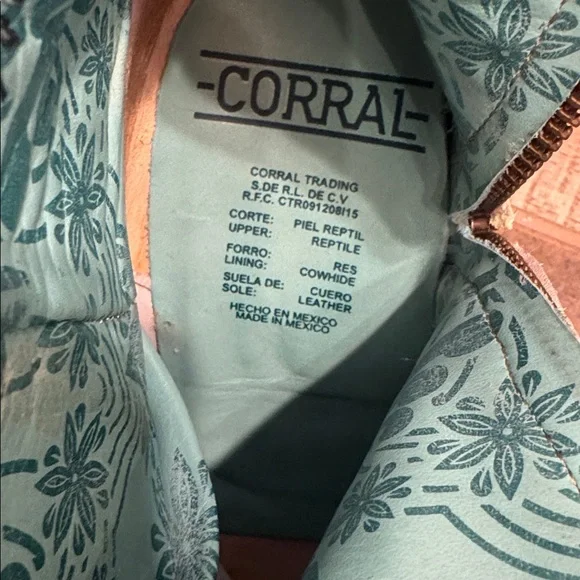 -CORRAL-
CORRAL TRADING
S.DE R.L. DE C.V
R.F.C. CTR091208I15
CORTE: PIEL REPTIL
UPPER: REPTILE
FORRO: RES
LINING: COWHIDE
SUELA DE: CUERO
SOLE: LEATHER
HECHO EN MEXICO
MADE IN MEXICO